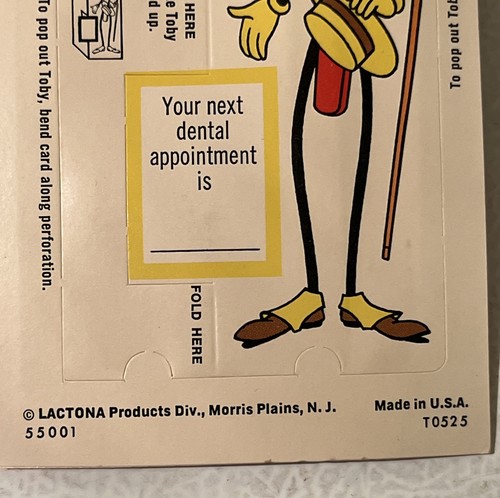 HERE
e Toby
d up.
To pop out Toby, bend card along perforation.
To pop out Tob
Your next
dental
appointment
is
FOLD HERE
© LACTONA Products Div., Morris Plains, N. J.
Made in U.S.A.
55001
T0525